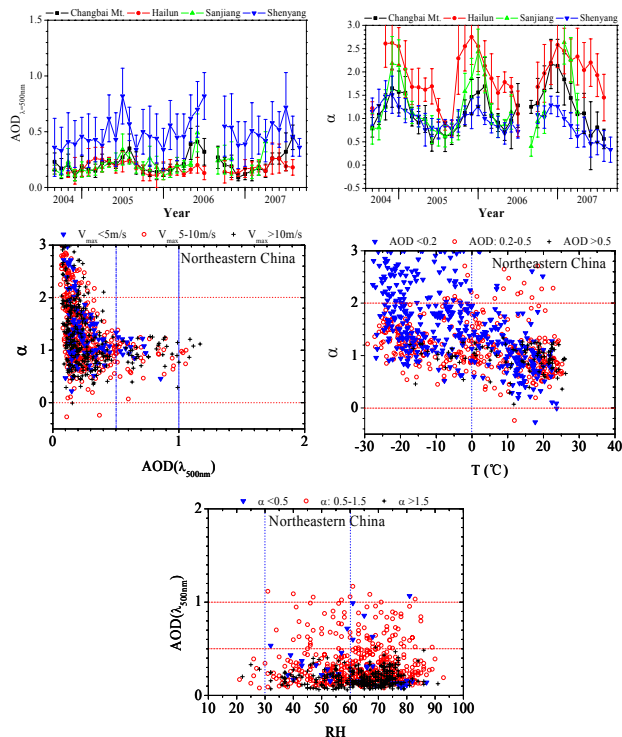 Changbai Mt. Hailun Sanjiang Shenyang
1.5
1.0
0.5
0.0
AODλ=500nm
2004 2005 2006 2007
Year
Changbai Mt. Hailun Sanjiang Shenyang
3.0
2.5
2.0
1.5
1.0
0.5
0.0
-0.5
α
2004 2005 2006 2007
Year
Vmax <5m/s Vmax 5-10m/s Vmax >10m/s
Northeastern China
3
2
1
0
α
0 1 2
AOD(λ500nm)
AOD <0.2 AOD: 0.2-0.5 AOD >0.5
Northeastern China
3
2
1
0
α
-30 -20 -10 0 10 20 30 40
T (℃)
α <0.5 α: 0.5-1.5 α >1.5
Northeastern China
2
1
0
AOD(λ500nm)
10 20 30 40 50 60 70 80 90 100
RH